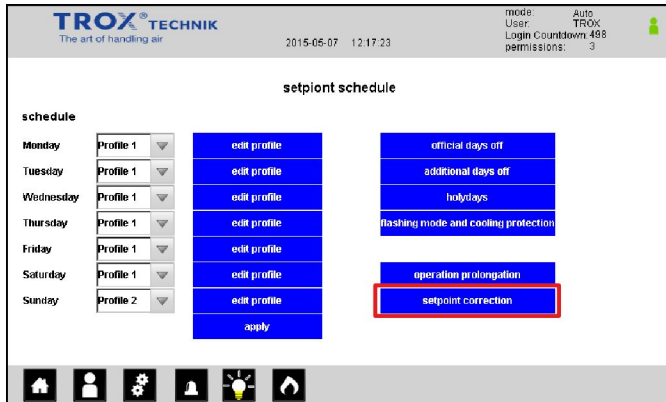 TROX® TECHNIK
The art of handling air
2015-05-07 12:17:23
mode: Auto
User: TROX
Login Countdown: 498
permissions: 3
setpiont schedule
schedule
Monday Profile 1 edit profile official days off
Tuesday Profile 1 edit profile additional days off
Wednesday Profile 1 edit profile holydays
Thursday Profile 1 edit profile flashing mode and cooling protection
Friday Profile 1 edit profile
Saturday Profile 1 edit profile operation prolongation
Sunday Profile 2 edit profile setpoint correction
apply